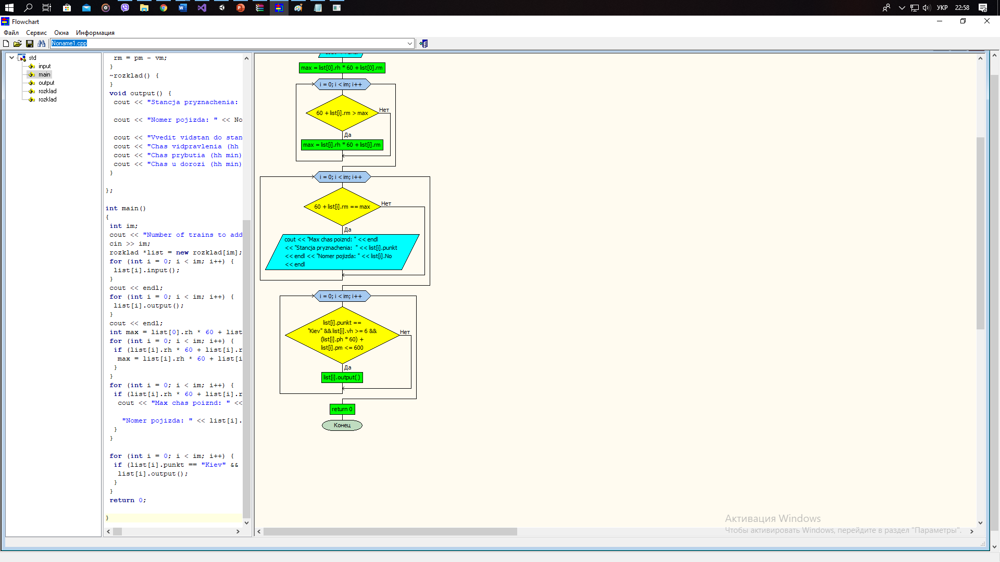 УКР
22:58
Flowchart
Файл Сервис Окна Информация
Noname1.cpp
std
input
main
output
rozklad
rozklad
rm = pm - vm;
}
~rozklad() {
}
void output() {
cout << "Stancja pryznachenia:
cout << "Nomer pojizda: " << No
cout << "Vvedit vidstan do stan
cout << "Chas vidpravlenia (hh
cout << "Chas prybutia (hh min)
cout << "Chas u dorozi (hh min)
}
};
int main()
{
int im;
cout << "Number of trains to add
cin >> im;
rozklad *list = new rozklad[im];
for (int i = 0; i < im; i++) {
list[i].input();
}
cout << endl;
for (int i = 0; i < im; i++) {
list[i].output();
}
cout << endl;
int max = list[0].rh * 60 + list
for (int i = 0; i < im; i++) {
if (list[i].rh * 60 + list[i].r
max = list[i].rh * 60 + list[i
}
}
for (int i = 0; i < im; i++) {
if (list[i].rh * 60 + list[i].r
cout << "Max chas poiznd: " <<
"Nomer pojizda: " << list[i].
}
}
for (int i = 0; i < im; i++) {
if (list[i].punkt == "Kiev" &&
list[i].output();
}
}
return 0;
}
max = list[0].rh * 60 + list[0].rm
i = 0; i < im; i++
60 + list[i].rm > max
Нет
Да
max = list[i].rh * 60 + list[i].rm
i = 0; i < im; i++
60 + list[i].rm == max
Нет
Да
cout << "Max chas poiznd: " << endl
<< "Stancja pryznachenia:  " << list[i].punkt
<< endl << "Nomer pojizda: " << list[i].No
<< endl
i = 0; i < im; i++
list[i].punkt ==
"Kiev" && list[i].vh >= 6 &&
(list[i].ph * 60) +
list[i].pm <= 600
Нет
Да
list[i].output( )
return 0
Конец
Активация Windows
Чтобы активировать Windows, перейдите в раздел "Параметры".